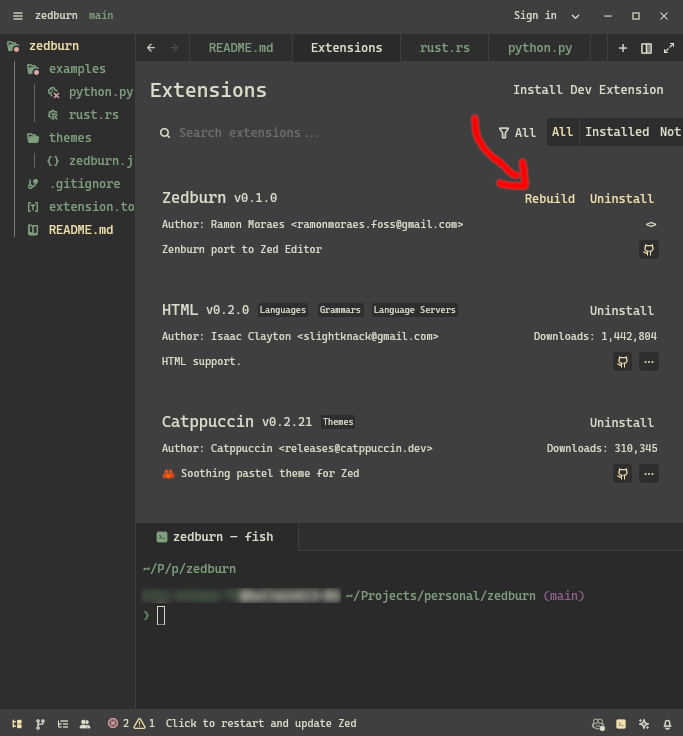 zedburn main Sign in
zedburn
examples
python.py
rust.rs
themes
{} zedburn.j
.gitignore
extension.to
README.md
README.md Extensions rust.rs python.py
Extensions Install Dev Extension
Search extensions... All All Installed Not
Zedburn v0.1.0 Rebuild Uninstall
Author: Ramon Moraes <ramonmoraes.foss@gmail.com> <>
Zenburn port to Zed Editor
HTML v0.2.0 Languages Grammars Language Servers Uninstall
Author: Isaac Clayton <slightknack@gmail.com> Downloads: 1,442,804
HTML support.
Catppuccin v0.2.21 Themes Uninstall
Author: Catppuccin <releases@catppuccin.dev> Downloads: 310,345
🦀 Soothing pastel theme for Zed
zedburn — fish
~/P/p/zedburn
~/Projects/personal/zedburn (main)
❯
2 1 Click to restart and update Zed